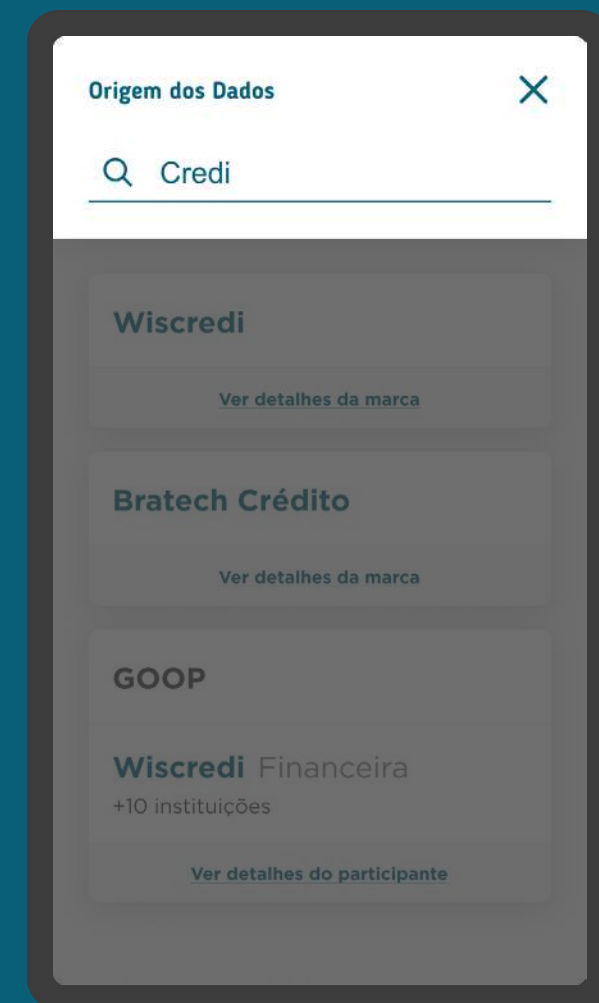 Origem dos Dados
Credi
Wiscredi
Ver detalhes da marca
Bratech Crédito
Ver detalhes da marca
GOOP
Wiscredi Financeira
+10 instituições
Ver detalhes do participante